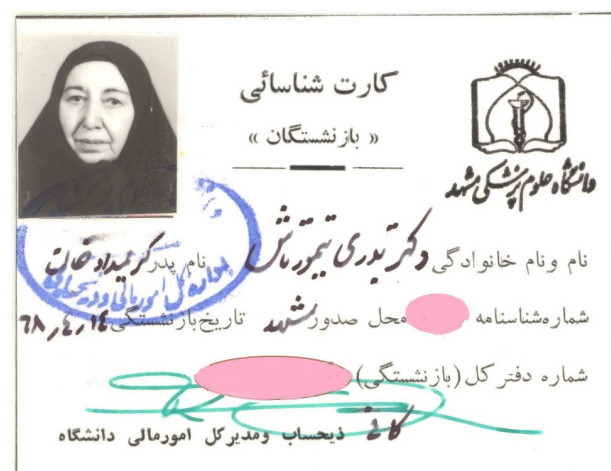 کارت شناسائی
« بازنشستگان »
دانشگاه علوم پزشکی مشهد
نام ونام خانوادگی دکتر بدری تیمورتاش نام پدر کریمداد خان
شماره‌شناسنامه محل صدور مشهد تاریخ‌بازنشستگی ۶۸٫۴٫۱۴
شماره دفتر کل (بازنشستگی)
ذیحساب ومدیرکل امورمالی دانشگاه